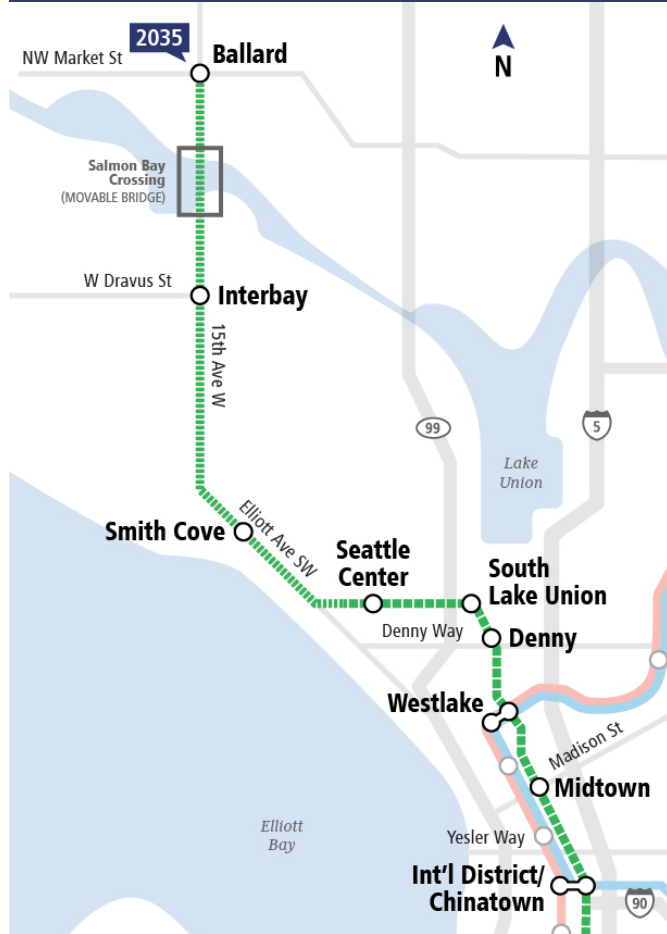 2035
Ballard
NW Market St
N
Salmon Bay
Crossing
(MOVABLE BRIDGE)
W Dravus St
Interbay
15th Ave W
99
5
Lake
Union
Smith Cove
Elliott Ave SW
Seattle
Center
South
Lake Union
Denny Way
Denny
Westlake
Madison St
Midtown
Elliott
Bay
Yesler Way
Int'l District/
Chinatown
90